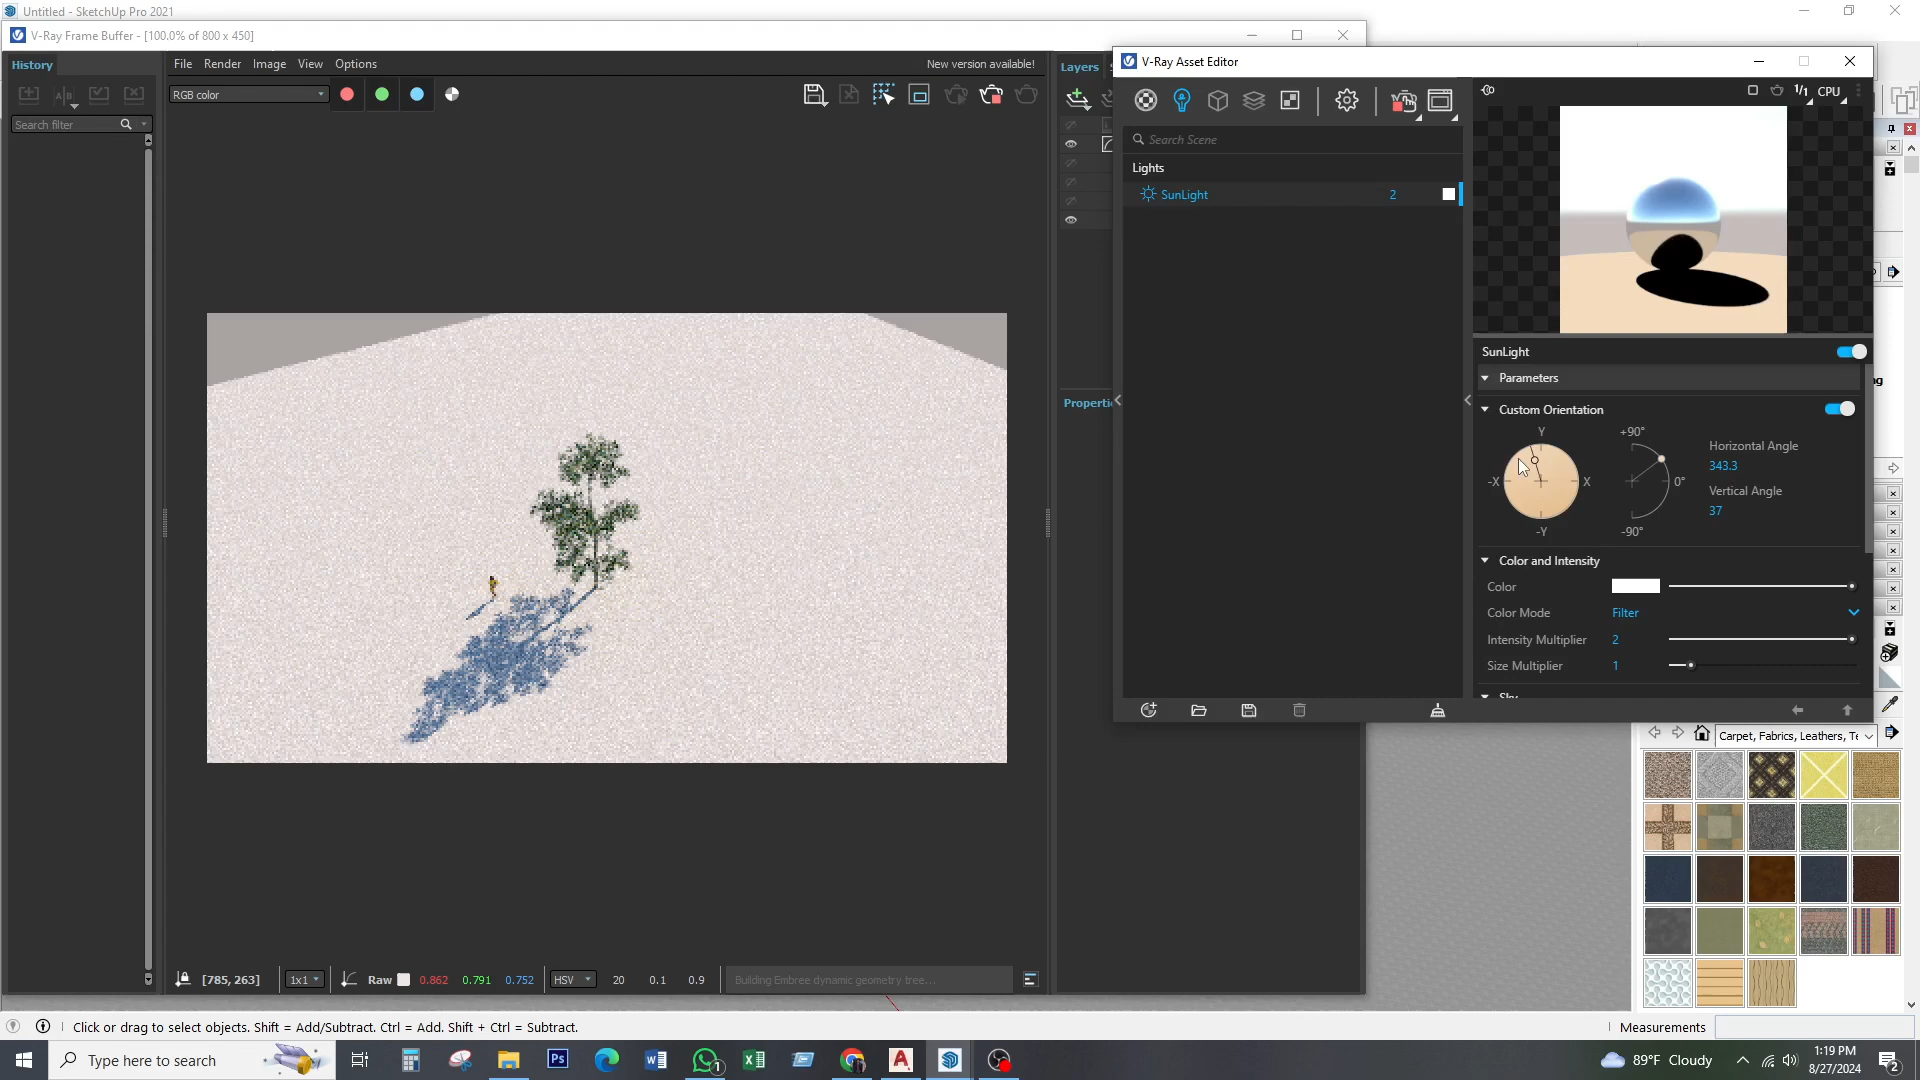 Untitled - SketchUp Pro 2021
V-Ray Frame Buffer - [100.0% of 800 x 450]
History
File Render Image View Options
New version available!
RGB color
Search filter
Layers
Properti
V-Ray Asset Editor
1/1 CPU
Search Scene
Lights
SunLight 2
SunLight
Parameters
Custom Orientation
Y
-X X
-Y
+90°
0°
-90°
Horizontal Angle
343.3
Vertical Angle
37
Color and Intensity
Color
Color Mode Filter
Intensity Multiplier 2
Size Multiplier 1
Sky
Carpet, Fabrics, Leathers, Te
[785, 263] 1x1 Raw 0.862 0.791 0.752 HSV 20 0.1 0.9 Building Embree dynamic geometry tree...
Click or drag to select objects. Shift = Add/Subtract. Ctrl = Add. Shift + Ctrl = Subtract.
Measurements
Type here to search
89°F Cloudy
1:19 PM
8/27/2024